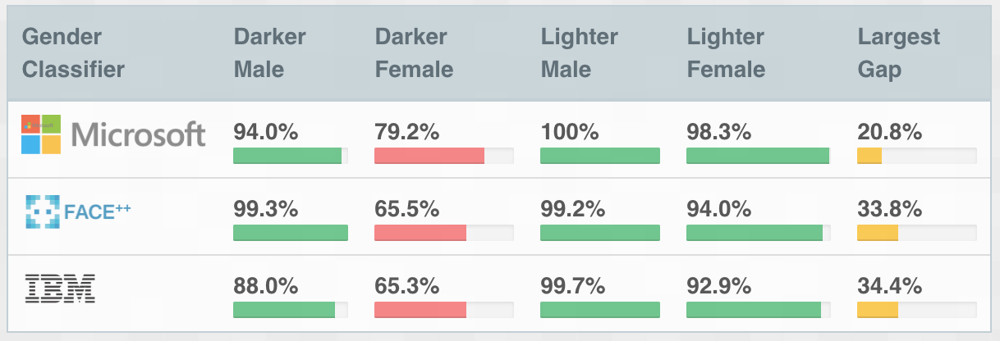 Gender Classifier Darker Male Darker Female Lighter Male Lighter Female Largest Gap
Microsoft 94.0% 79.2% 100% 98.3% 20.8%
FACE++ 99.3% 65.5% 99.2% 94.0% 33.8%
IBM 88.0% 65.3% 99.7% 92.9% 34.4%